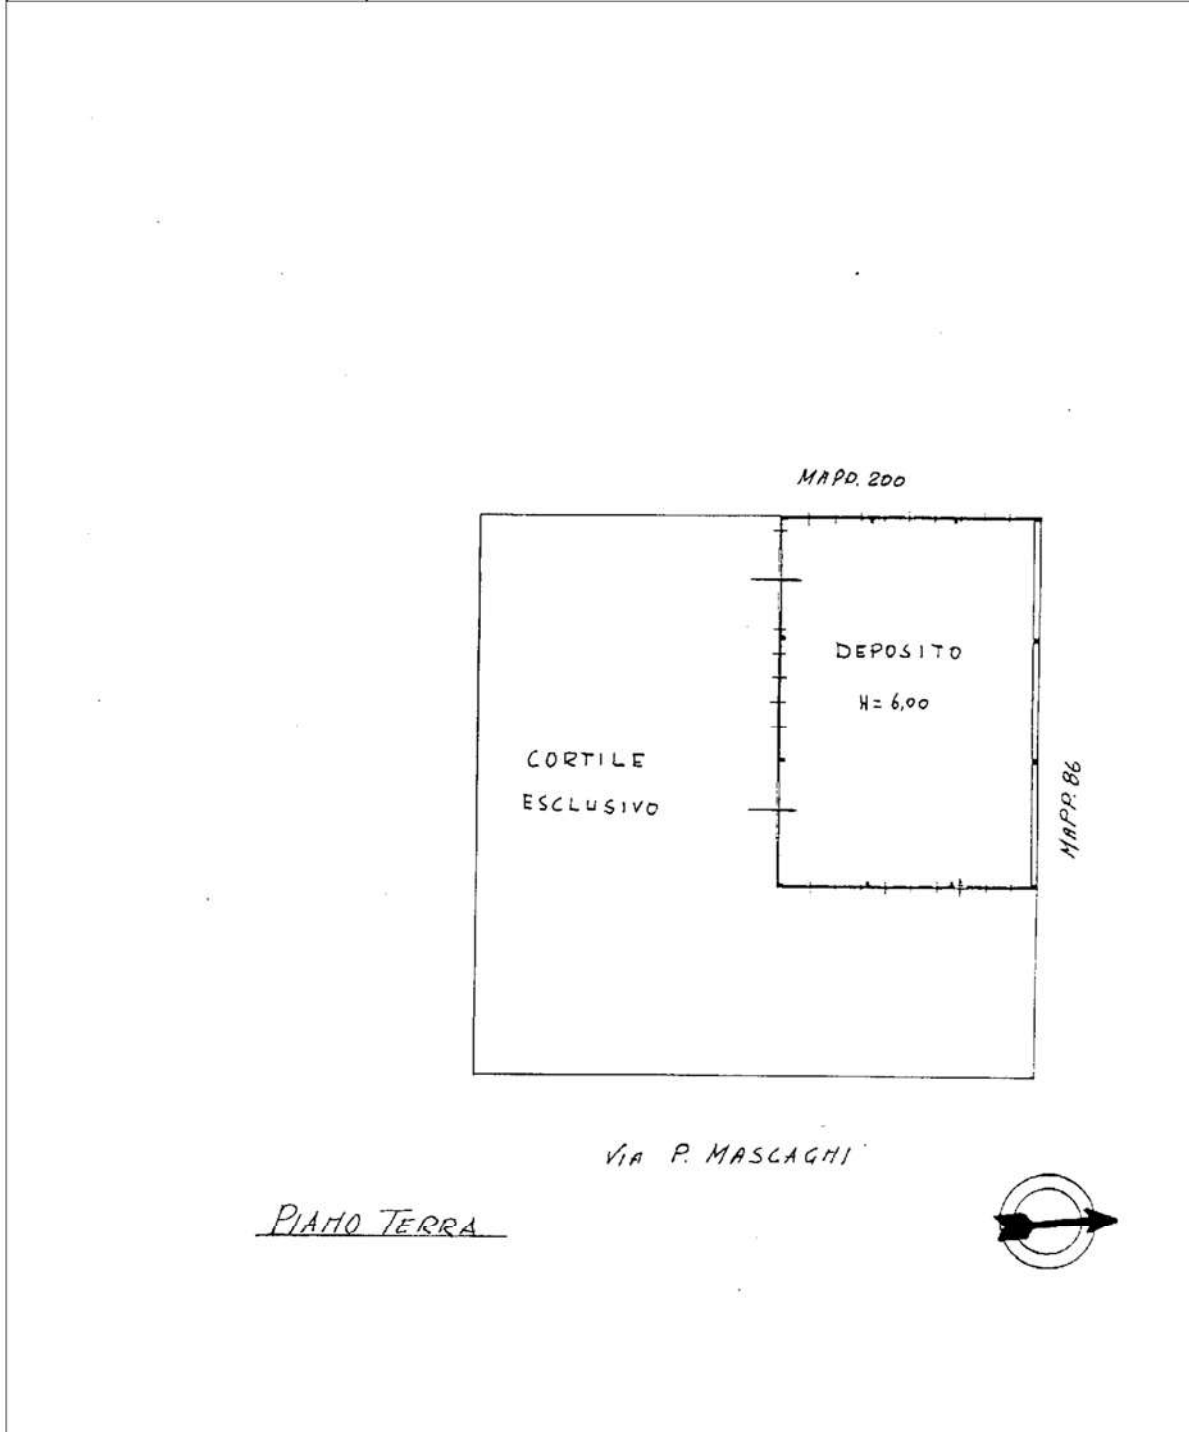 MAPP. 200
DEPOSITO
H = 6,00
CORTILE
ESCLUSIVO
MAPP. 86
VIA P. MASCAGNI
PIANO TERRA